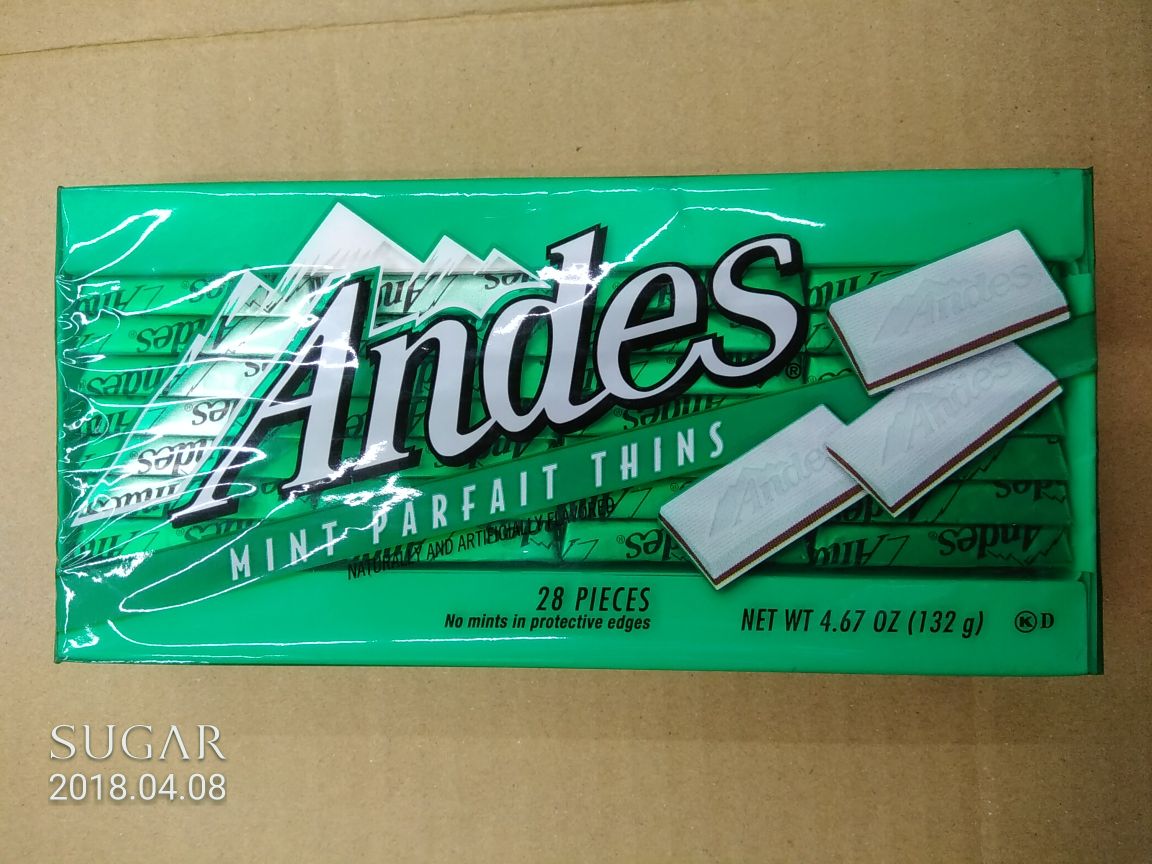 Andes®
MINT PARFAIT THINS
NATURALLY AND ARTIFICIALLY FLAVORED
28 PIECES
No mints in protective edges
NET WT 4.67 OZ (132 g)
K D
SUGAR
2018.04.08